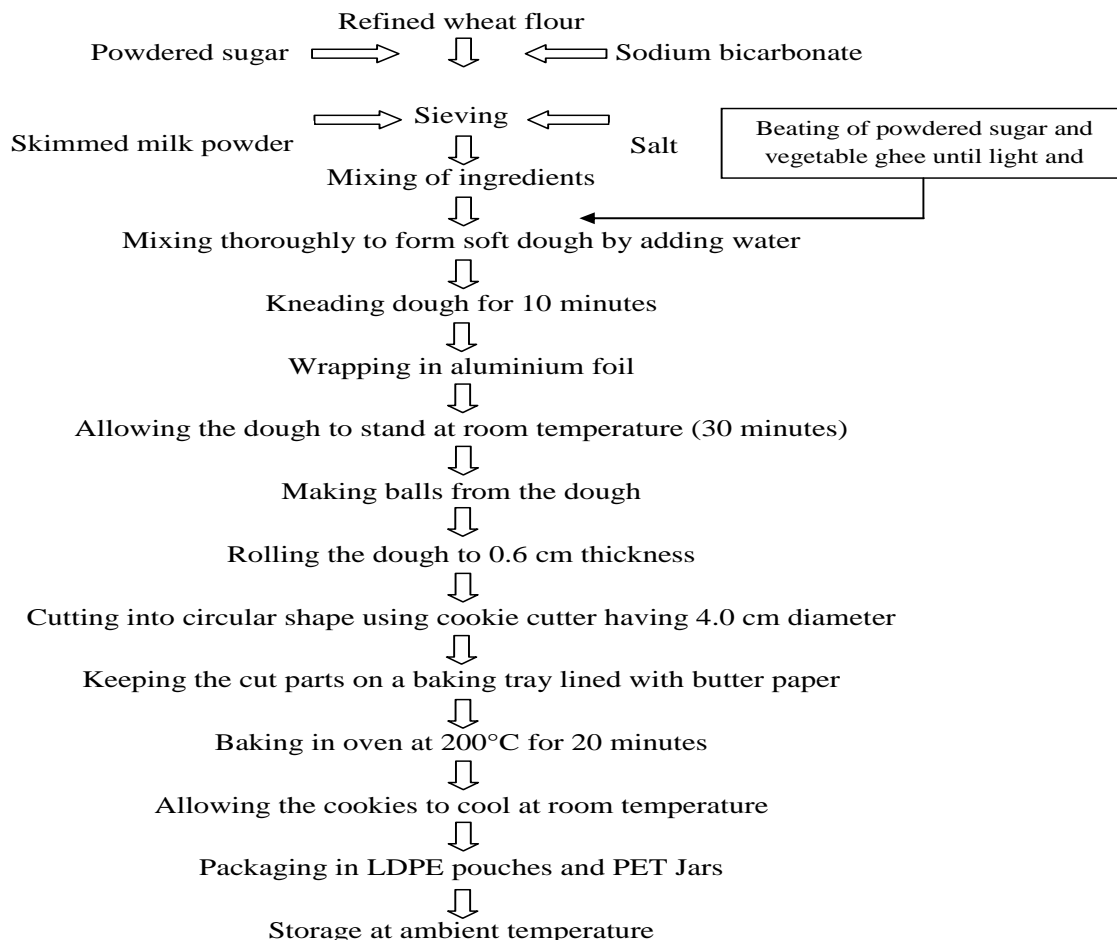 Refined wheat flour
Powdered sugar
Sodium bicarbonate
Sieving
Skimmed milk powder
Salt
Beating of powdered sugar and
vegetable ghee until light and
Mixing of ingredients
Mixing thoroughly to form soft dough by adding water
Kneading dough for 10 minutes
Wrapping in aluminium foil
Allowing the dough to stand at room temperature (30 minutes)
Making balls from the dough
Rolling the dough to 0.6 cm thickness
Cutting into circular shape using cookie cutter having 4.0 cm diameter
Keeping the cut parts on a baking tray lined with butter paper
Baking in oven at 200°C for 20 minutes
Allowing the cookies to cool at room temperature
Packaging in LDPE pouches and PET Jars
Storage at ambient temperature